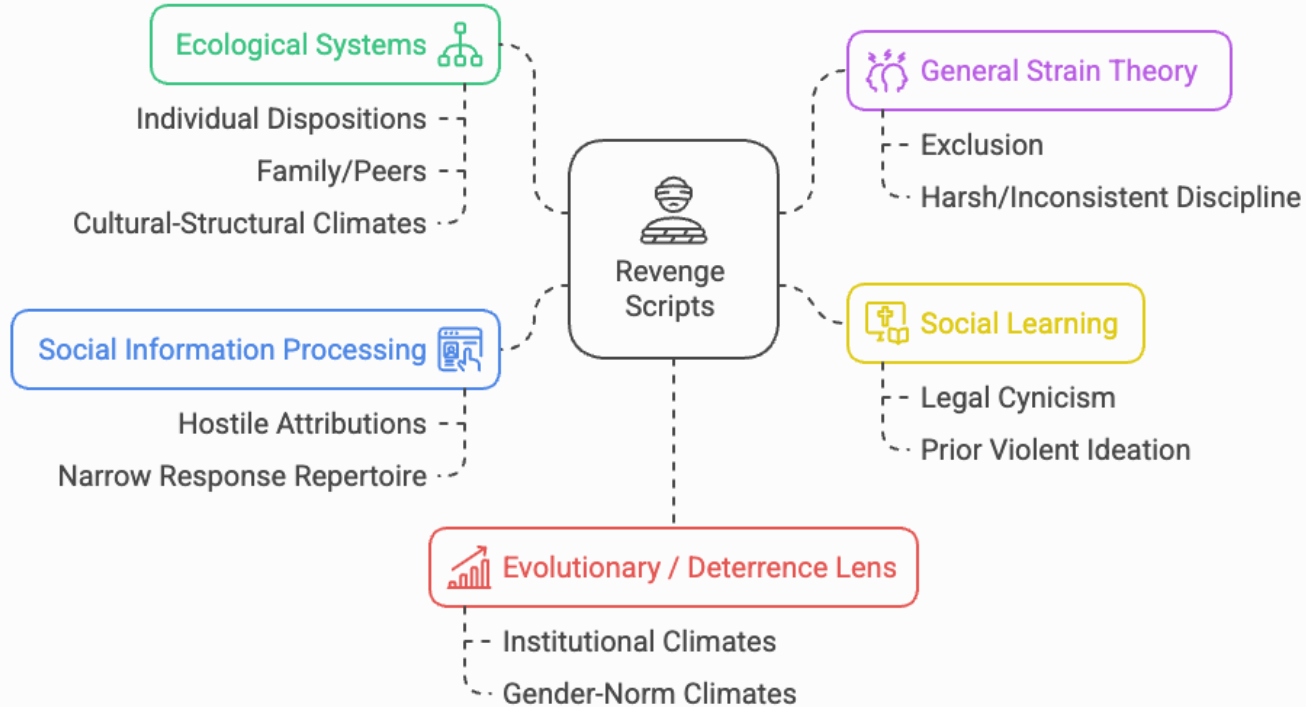 Ecological Systems
Individual Dispositions
Family/Peers
Cultural-Structural Climates
Social Information Processing
Hostile Attributions
Narrow Response Repertoire
Revenge
Scripts
General Strain Theory
Exclusion
Harsh/Inconsistent Discipline
Social Learning
Legal Cynicism
Prior Violent Ideation
Evolutionary / Deterrence Lens
Institutional Climates
Gender-Norm Climates